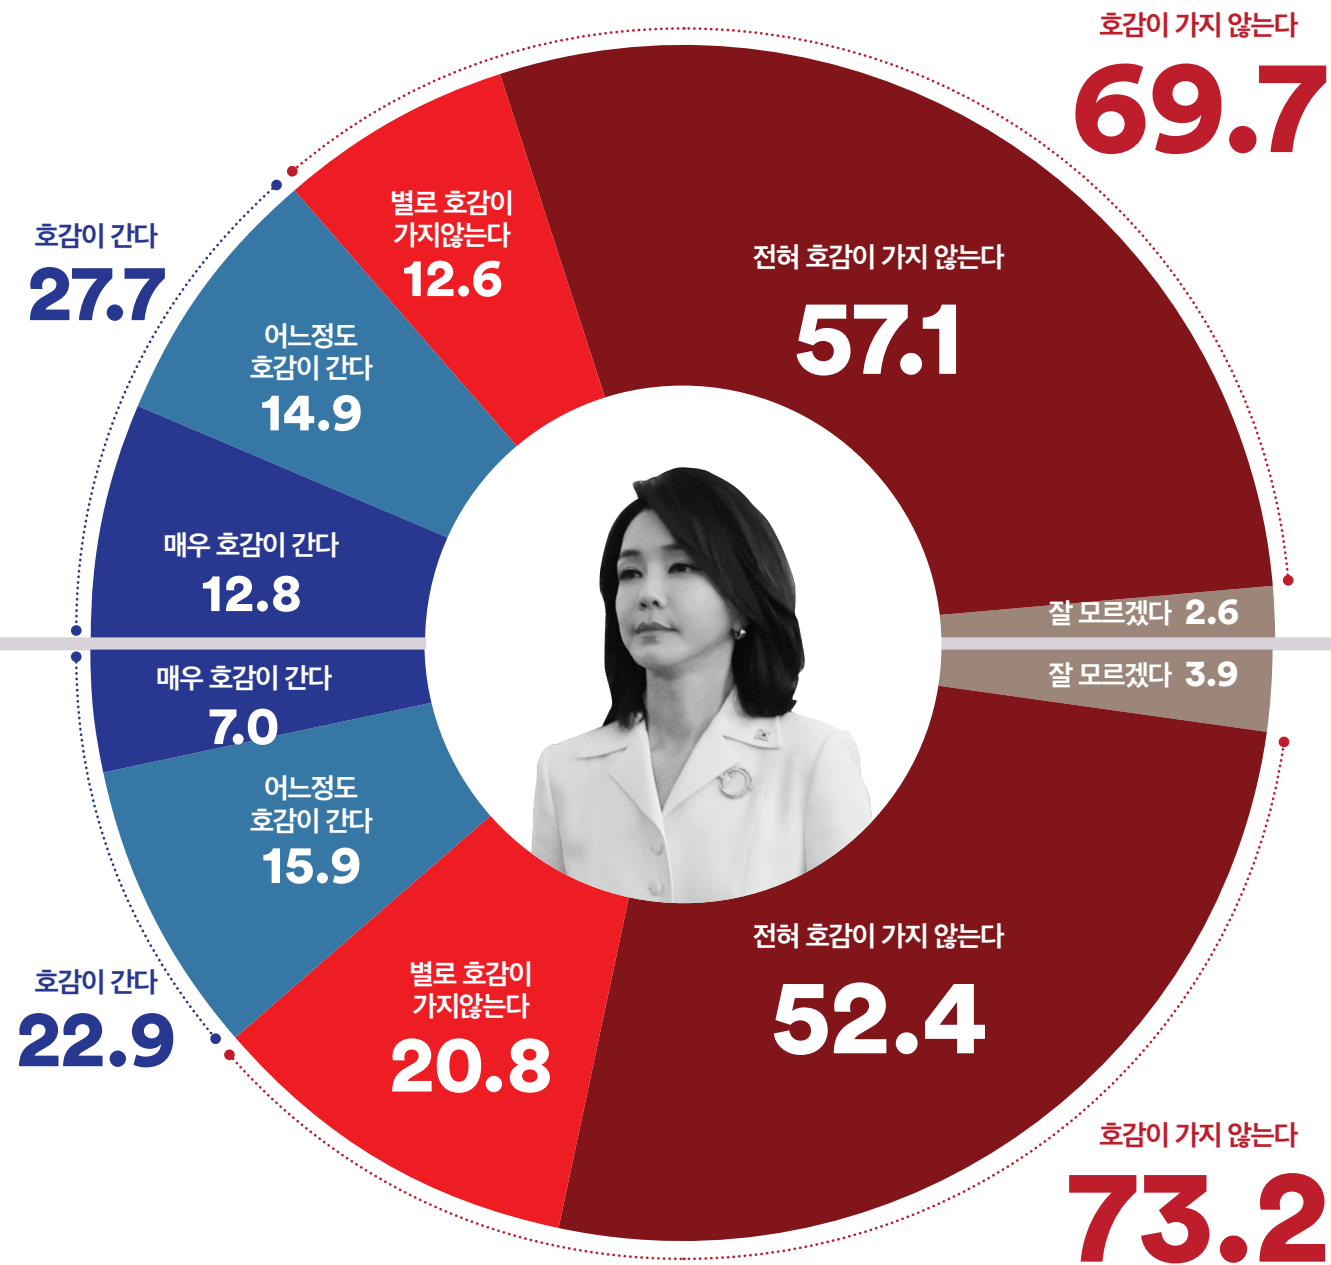 호감이 가지 않는다
69.7
호감이 간다
27.7
별로 호감이
가지않는다
12.6
전혀 호감이 가지 않는다
57.1
어느정도
호감이 간다
14.9
매우 호감이 간다
12.8
잘 모르겠다 2.6
매우 호감이 간다
7.0
잘 모르겠다 3.9
어느정도
호감이 간다
15.9
호감이 간다
22.9
별로 호감이
가지않는다
20.8
전혀 호감이 가지 않는다
52.4
호감이 가지 않는다
73.2